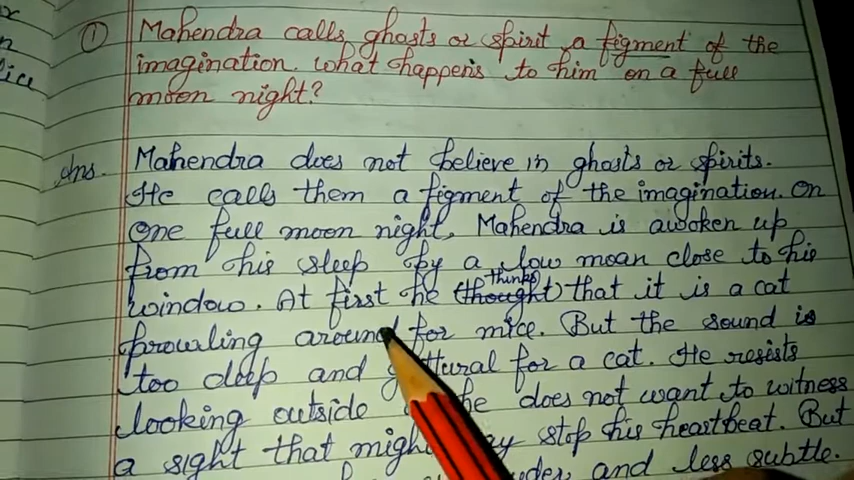 ① Mahendra calls ghosts or spirit a figment of the
imagination. what happens to him on a full
moon night?
Ans. Mahendra does not believe in ghosts or spirits.
He calls them a figment of the imagination. On
one full moon night, Mahendra is awoken up
from his sleep by a low moan close to his
window. At first he (thought) thinks that it is a cat
prowling around for mice. But the sound is
too deep and guttural for a cat. He resists
looking outside he does not want to witness
a sight that might stop his heartbeat. But
and less subtle.